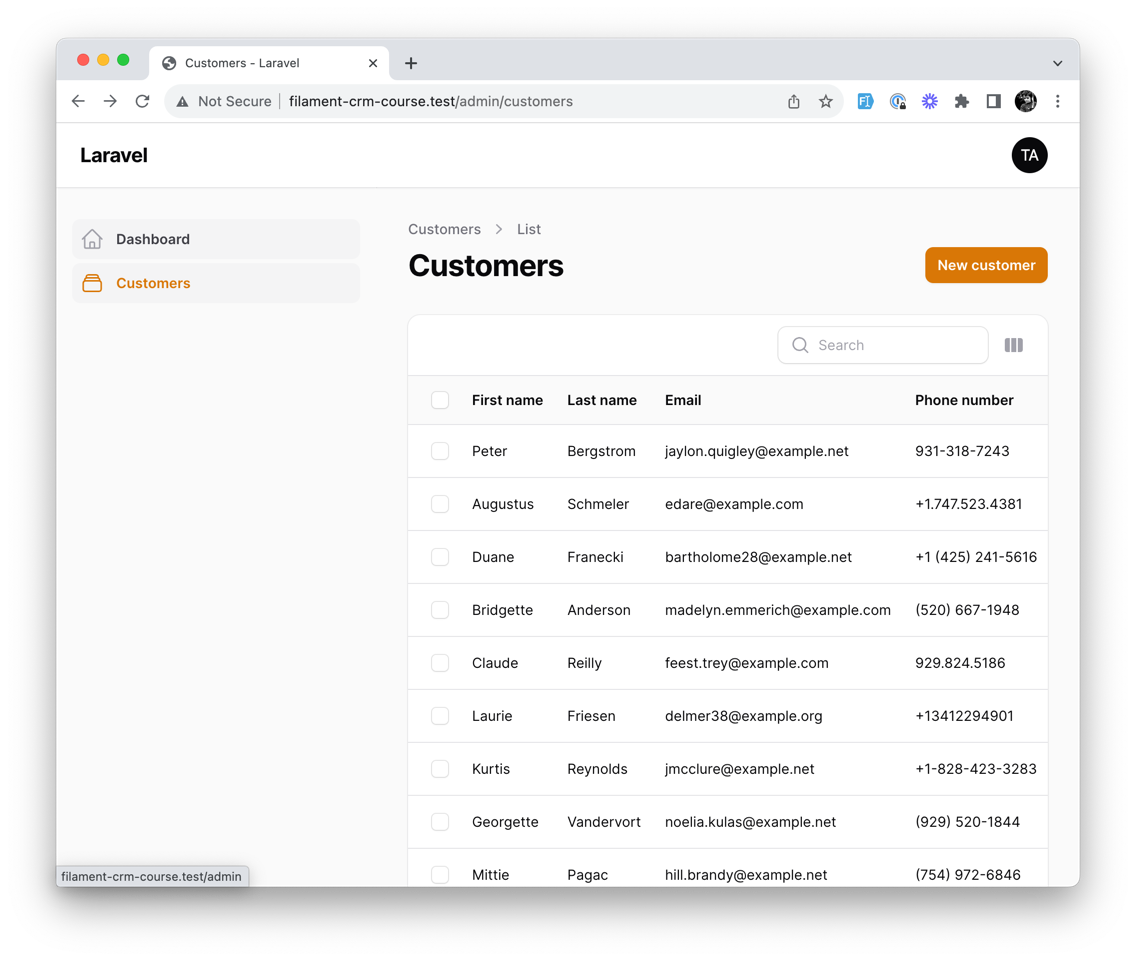 Customers - Laravel
Not Secure filament-crm-course.test/admin/customers
Laravel
TA
Dashboard
Customers
Customers List
Customers
New customer
Search
First name Last name Email Phone number
Peter Bergstrom jaylon.quigley@example.net 931-318-7243
Augustus Schmeler edare@example.com +1.747.523.4381
Duane Franecki bartholome28@example.net +1 (425) 241-5616
Bridgette Anderson madelyn.emmerich@example.com (520) 667-1948
Claude Reilly feest.trey@example.com 929.824.5186
Laurie Friesen delmer38@example.org +13412294901
Kurtis Reynolds jmcclure@example.net +1-828-423-3283
Georgette Vandervort noelia.kulas@example.net (929) 520-1844
Mittie Pagac hill.brandy@example.net (754) 972-6846
filament-crm-course.test/admin